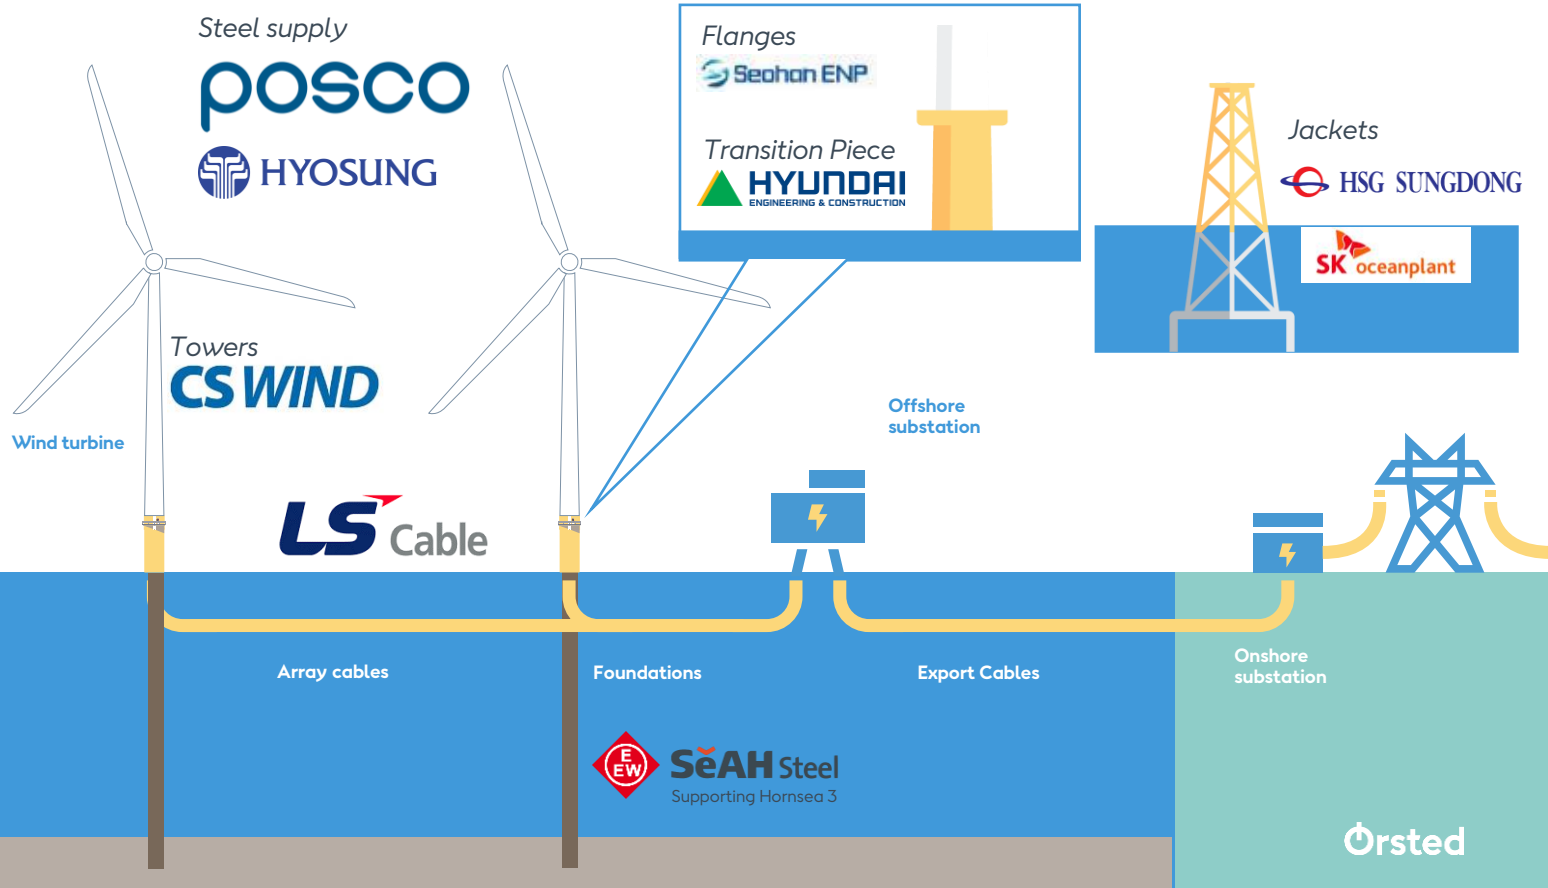 Steel supply
posco
HYOSUNG
Flanges
Seohan ENP
Transition Piece
HYUNDAI
ENGINEERING & CONSTRUCTION
Jackets
HSG SUNGDONG
SK oceanplant
Towers
CS WIND
Wind turbine
Offshore
substation
LS Cable
Array cables
Foundations
Export Cables
Onshore
substation
E
EW
SeAH Steel
Supporting Hornsea 3
Ørsted